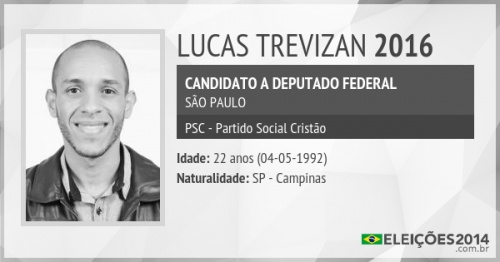 LUCAS TREVIZAN 2016
CANDIDATO A DEPUTADO FEDERAL
SÃO PAULO
PSC - Partido Social Cristão
Idade: 22 anos (04-05-1992)
Naturalidade: SP - Campinas
ELEIÇÕES2014
.com.br